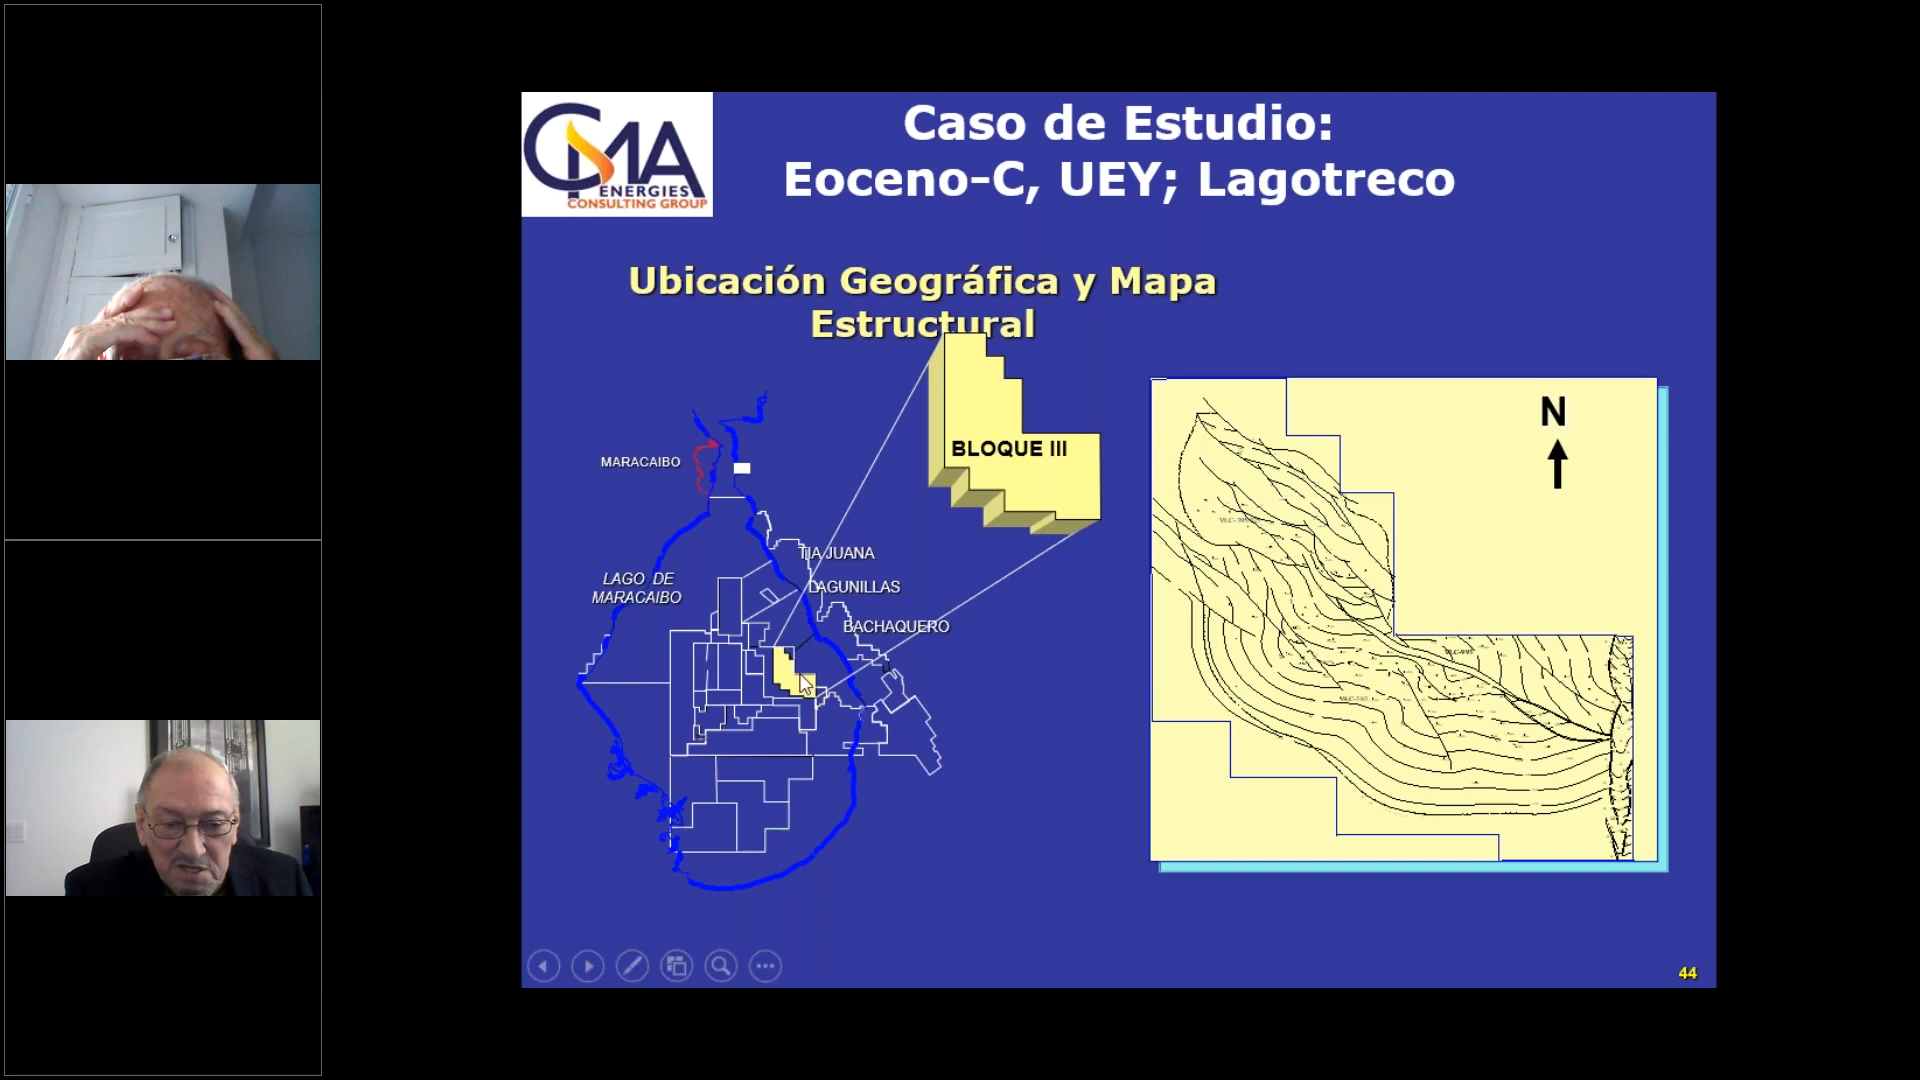 CMA
ENERGIES
CONSULTING GROUP
Caso de Estudio:
Eoceno-C, UEY; Lagotreco
Ubicación Geográfica y Mapa
Estructural
BLOQUE III
N
MARACAIBO
TIA JUANA
LAGO DE
MARACAIBO
LAGUNILLAS
BACHAQUERO
44